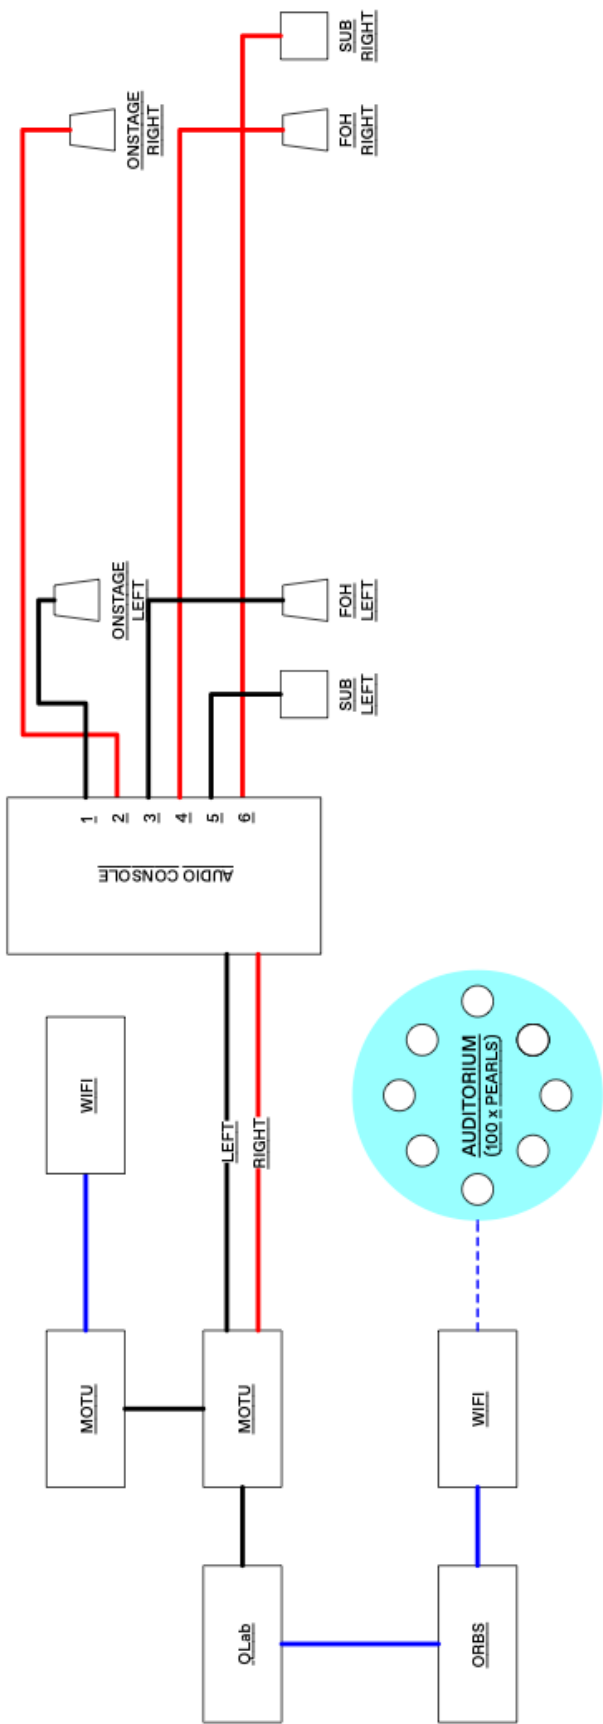 SUB
RIGHT
ONSTAGE
RIGHT
FOH
RIGHT
ONSTAGE
LEFT
FOH
LEFT
SUB
LEFT
1
2
3
4
5
6
AUDIO CONSOLE
WIFI
LEFT
RIGHT
AUDITORIUM
(100 x PEARLS)
MOTU
MOTU
WIFI
QLab
ORBS